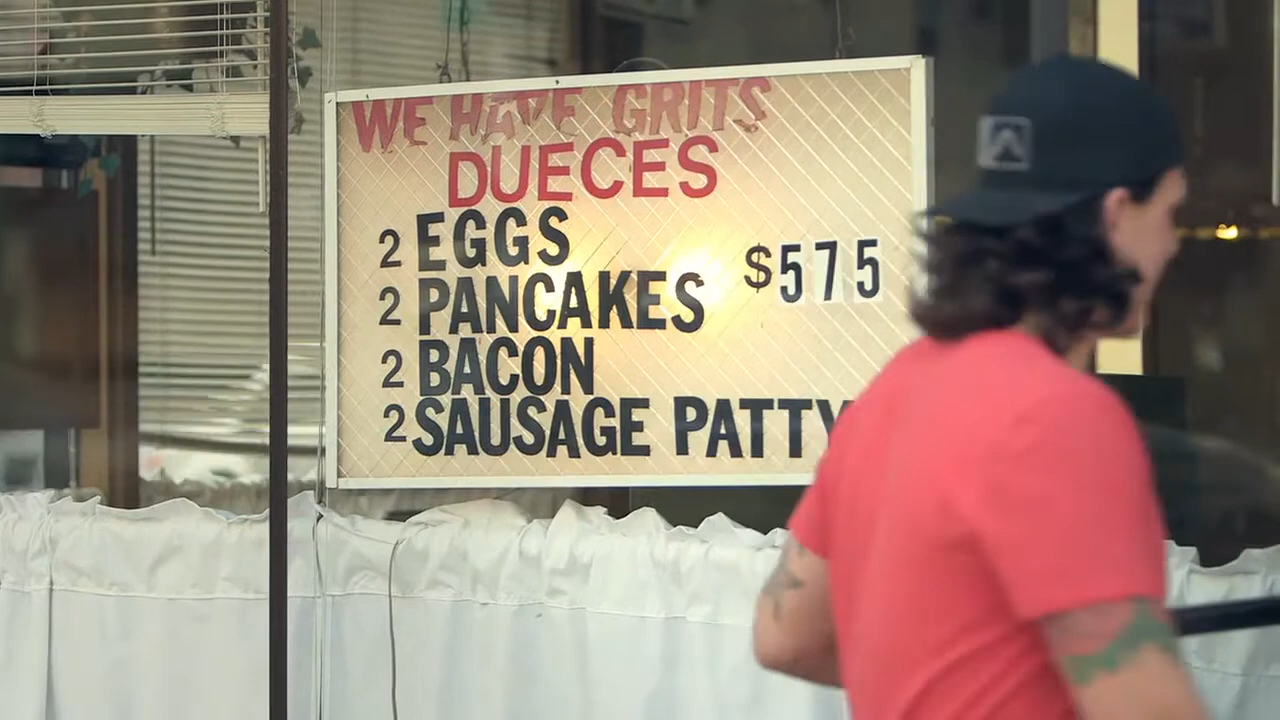 WE HAVE GRITS
DUECES
2 EGGS $575
2 PANCAKES
2 BACON
2 SAUSAGE PATTY